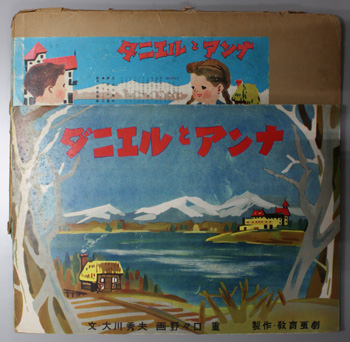 ダニエルとアンナ
ダニエルとアンナ
文・大川秀夫 画・野々口重 製作・教育画劇